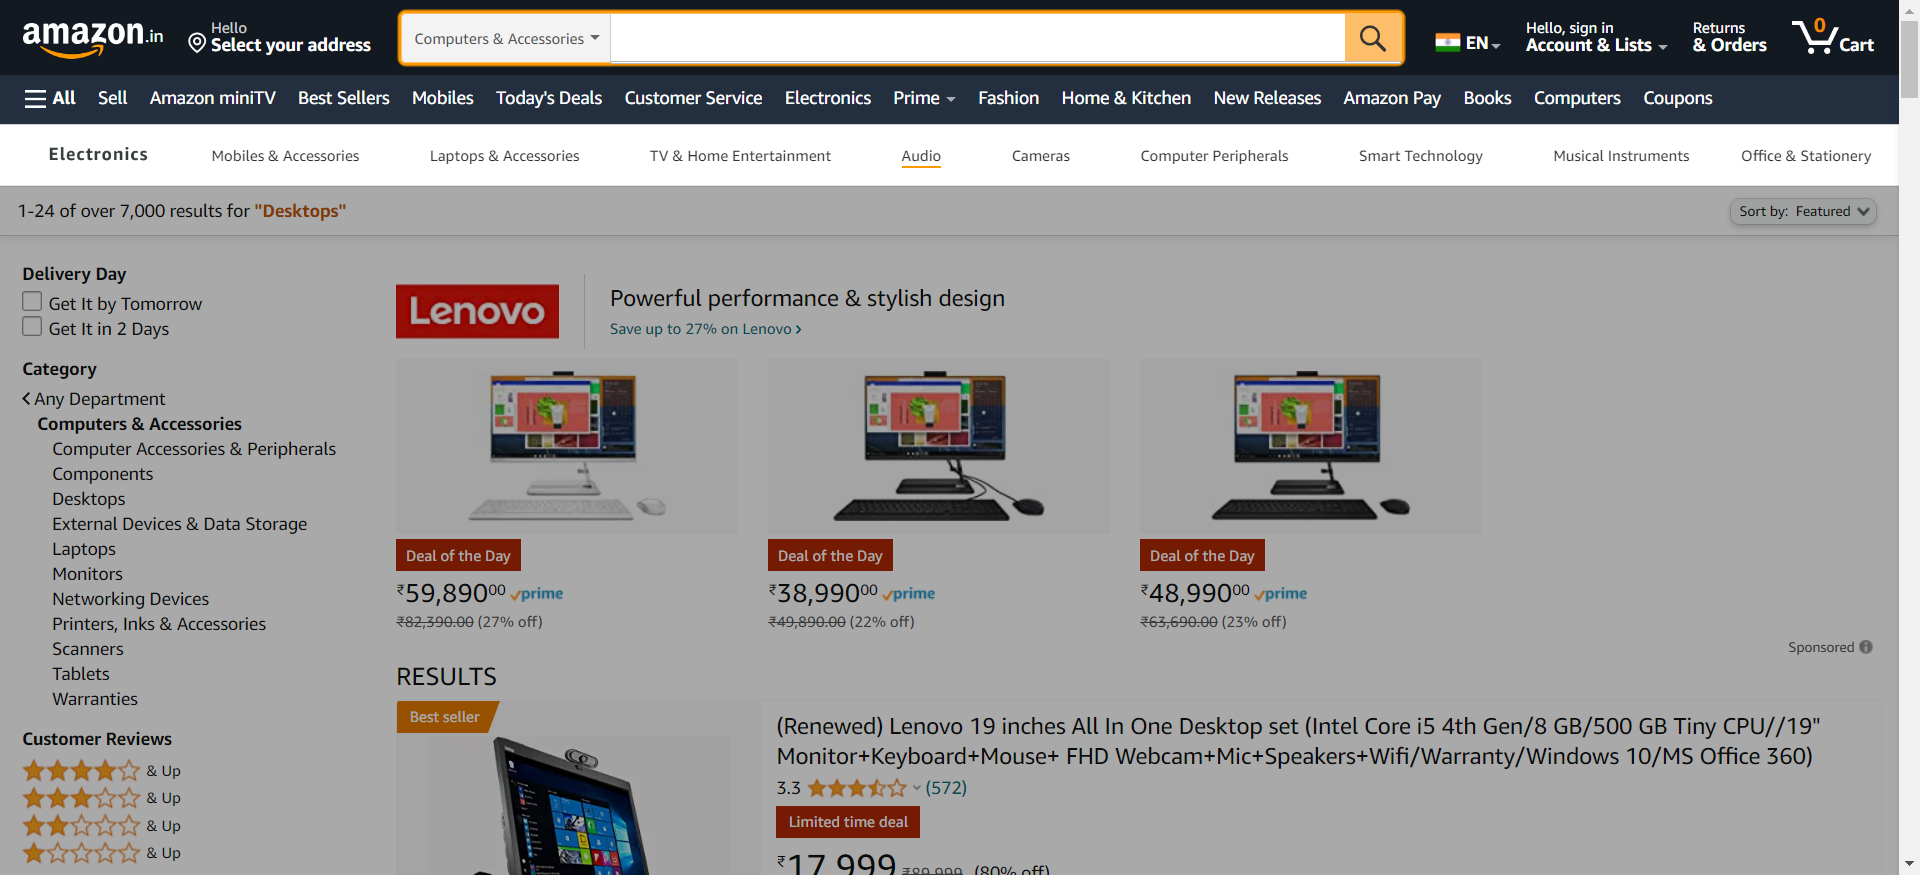 amazon.in
Hello
Select your address
Computers & Accessories
EN
Hello, sign in
Account & Lists
Returns
& Orders
0
Cart
All Sell Amazon miniTV Best Sellers Mobiles Today's Deals Customer Service Electronics Prime Fashion Home & Kitchen New Releases Amazon Pay Books Computers Coupons
Electronics Mobiles & Accessories Laptops & Accessories TV & Home Entertainment Audio Cameras Computer Peripherals Smart Technology Musical Instruments Office & Stationery
1-24 of over 7,000 results for "Desktops"
Sort by: Featured
Delivery Day
Get It by Tomorrow
Get It in 2 Days
Category
Any Department
Computers & Accessories
Computer Accessories & Peripherals
Components
Desktops
External Devices & Data Storage
Laptops
Monitors
Networking Devices
Printers, Inks & Accessories
Scanners
Tablets
Warranties
Customer Reviews
& Up
& Up
& Up
& Up
Lenovo
Powerful performance & stylish design
Save up to 27% on Lenovo
Deal of the Day
₹59,89000 prime
₹82,390.00 (27% off)
Deal of the Day
₹38,99000 prime
₹49,890.00 (22% off)
Deal of the Day
₹48,99000 prime
₹63,690.00 (23% off)
Sponsored
RESULTS
Best seller
(Renewed) Lenovo 19 inches All In One Desktop set (Intel Core i5 4th Gen/8 GB/500 GB Tiny CPU//19"
Monitor+Keyboard+Mouse+ FHD Webcam+Mic+Speakers+Wifi/Warranty/Windows 10/MS Office 360)
3.3 (572)
Limited time deal
₹17,999 ₹89,999 (80% off)